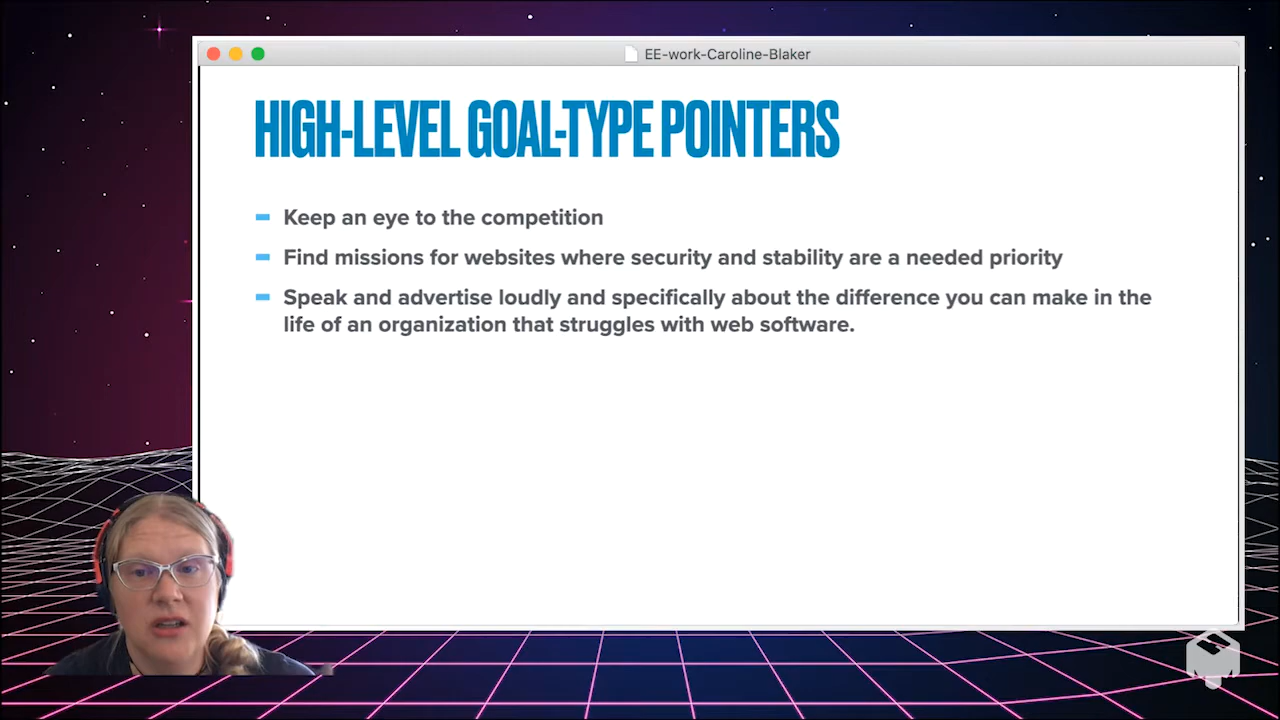 EE-work-Caroline-Blaker
HIGH-LEVEL GOAL-TYPE POINTERS
Keep an eye to the competition
Find missions for websites where security and stability are a needed priority
Speak and advertise loudly and specifically about the difference you can make in the
life of an organization that struggles with web software.